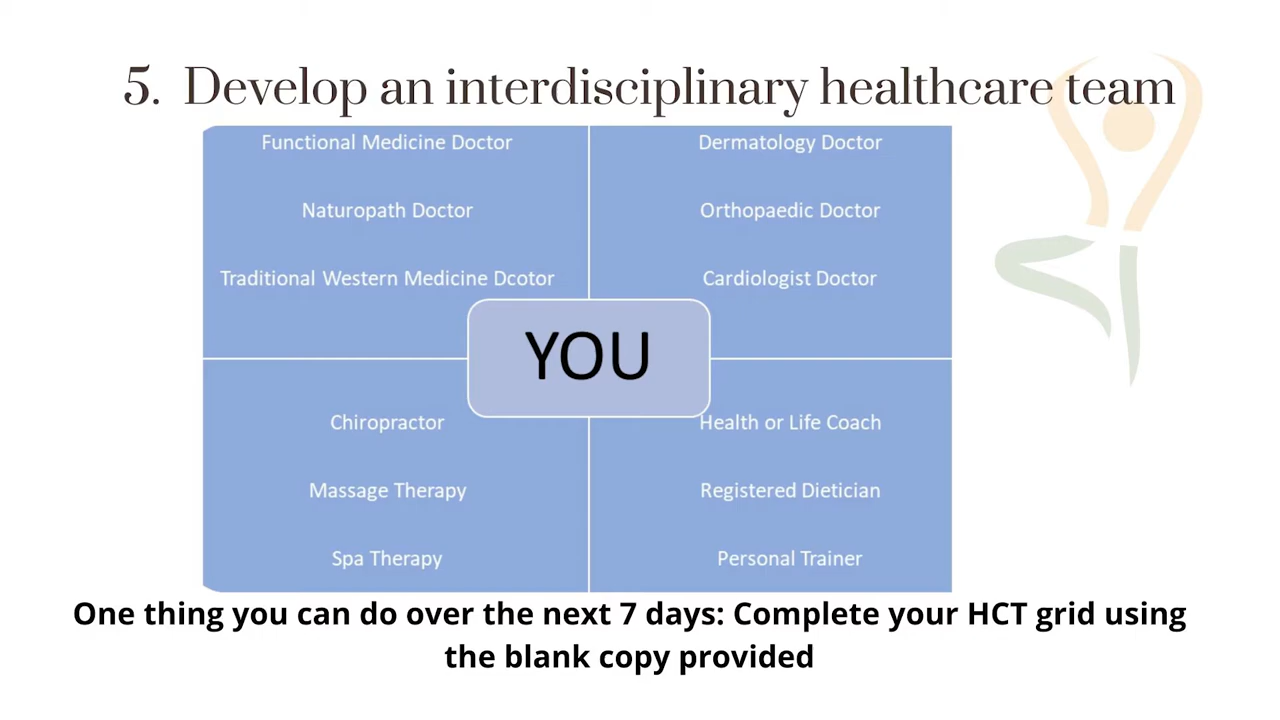 5. Develop an interdisciplinary healthcare team
Functional Medicine Doctor
Naturopath Doctor
Traditional Western Medicine Dcotor
Dermatology Doctor
Orthopaedic Doctor
Cardiologist Doctor
YOU
Chiropractor
Massage Therapy
Spa Therapy
Health or Life Coach
Registered Dietician
Personal Trainer
One thing you can do over the next 7 days: Complete your HCT grid using
the blank copy provided